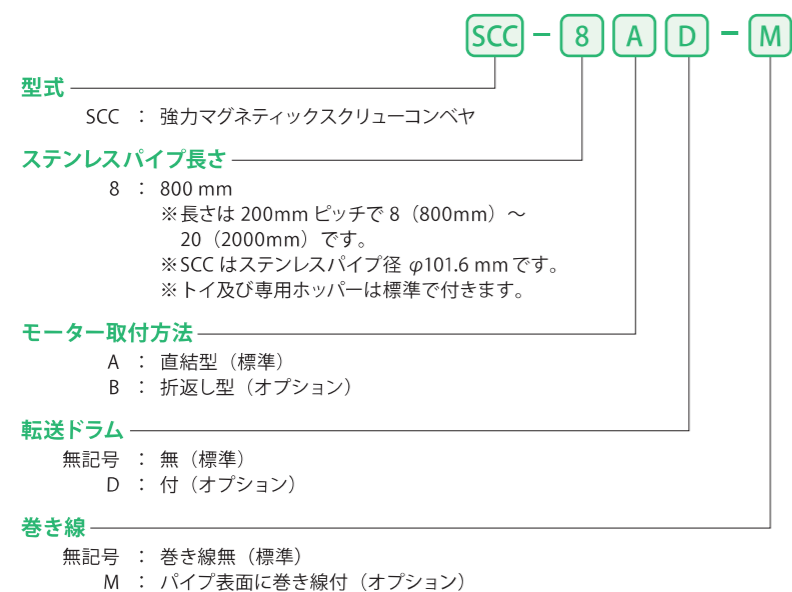 SCC - 8 A D - M
型式
SCC : 強力マグネティックスクリューコンベヤ
ステンレスパイプ長さ
8 : 800 mm
※長さは 200mm ピッチで 8（800mm）～
20（2000mm）です。
※SCC はステンレスパイプ径 φ101.6 mm です。
※トイ及び専用ホッパーは標準で付きます。
モーター取付方法
A : 直結型（標準）
B : 折返し型（オプション）
転送ドラム
無記号 : 無（標準）
D : 付（オプション）
巻き線
無記号 : 巻き線無（標準）
M : パイプ表面に巻き線付（オプション）